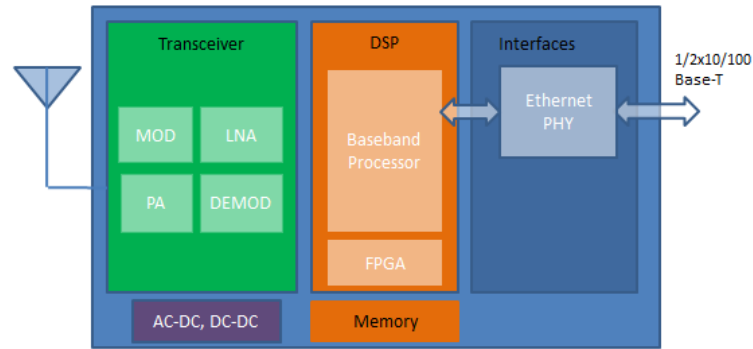 Transceiver
DSP
Interfaces
1/2x10/100
Base-T
MOD
LNA
PA
DEMOD
Baseband
Processor
FPGA
Ethernet
PHY
AC-DC, DC-DC
Memory